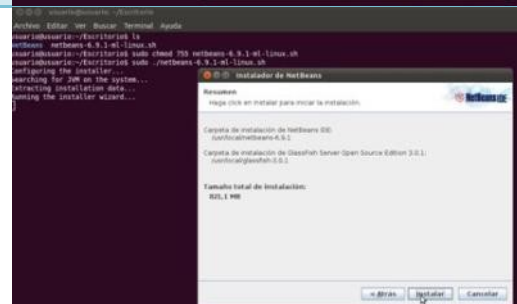 usuario@usuario: ~/Escritorio
Archivo Editar Ver Buscar Terminal Ayuda
usuario@usuario:~/Escritorio$ ls
netbeans netbeans-6.9.1-ml-linux.sh
usuario@usuario:~/Escritorio$ sudo chmod 755 netbeans-6.9.1-ml-linux.sh
usuario@usuario:~/Escritorio$ sudo ./netbeans-6.9.1-ml-linux.sh
Configuring the installer...
Searching for JVM on the system...
Extracting installation data...
Running the installer wizard...
Instalador de NetBeans
Resumen
Haga click en Instalar para iniciar la instalación.
NetBeans IDE
Carpeta de instalación de NetBeans IDE:
/usr/local/netbeans-6.9.1
Carpeta de instalación de GlassFish Server Open Source Edition 3.0.1:
/usr/local/glassfish-3.0.1
Tamaño total de instalación:
821,1 MB
< Atrás Instalar Cancelar